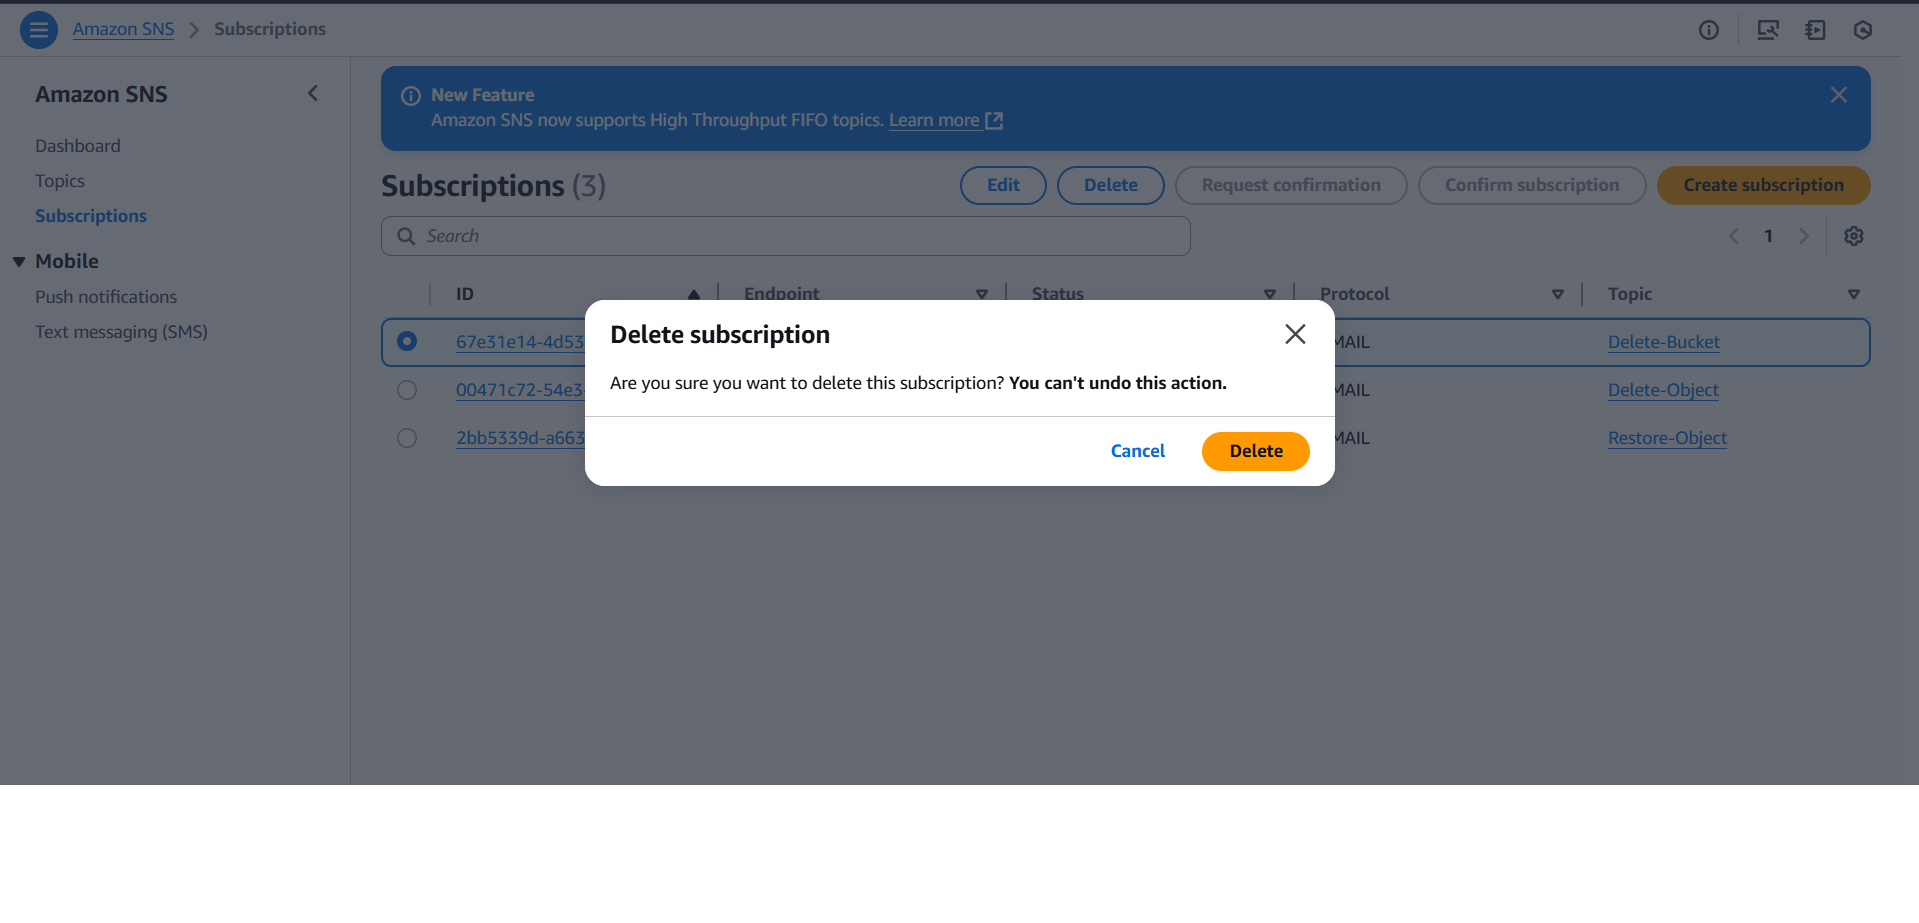 Amazon SNS > Subscriptions
Amazon SNS
Dashboard
Topics
Subscriptions
Mobile
Push notifications
Text messaging (SMS)
New Feature
Amazon SNS now supports High Throughput FIFO topics. Learn more
Subscriptions (3)
Edit
Delete
Request confirmation
Confirm subscription
Create subscription
Search
1
ID Endpoint Status Protocol Topic
67e31e14-4d53 MAIL Delete-Bucket
00471c72-54e3- MAIL Delete-Object
2bb5339d-a663 MAIL Restore-Object
Delete subscription
Are you sure you want to delete this subscription? You can't undo this action.
Cancel
Delete